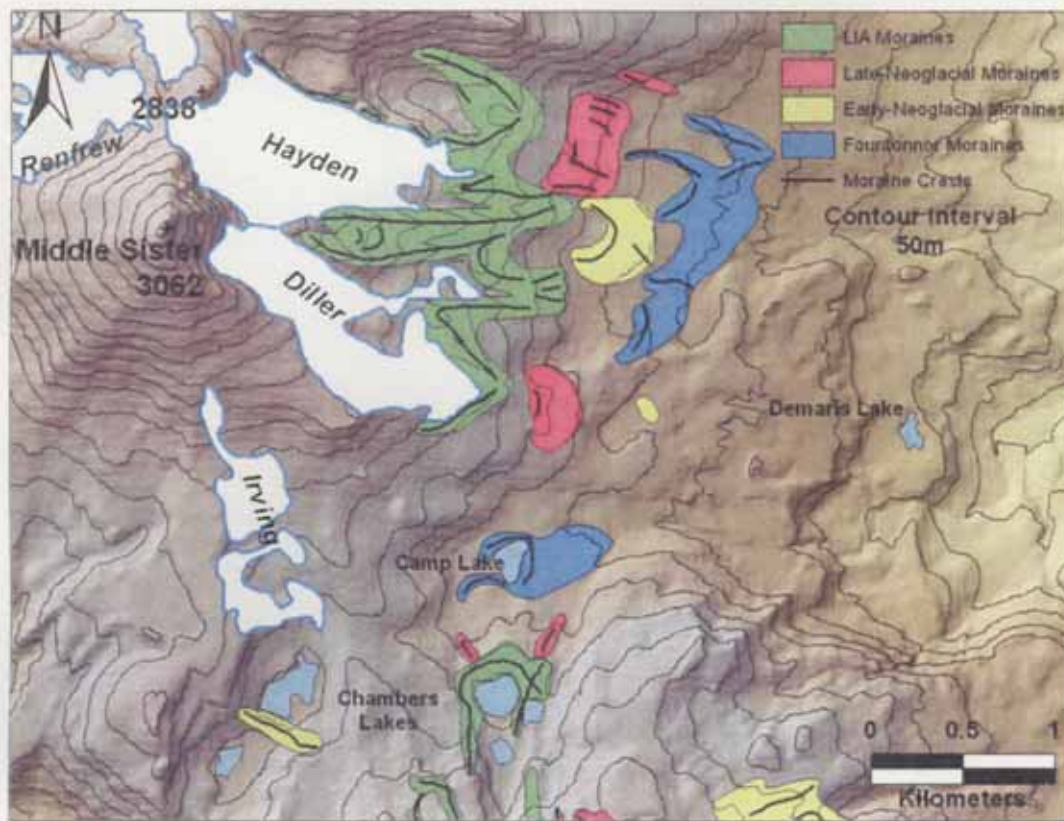 N
2838
Renfrew
Hayden
Middle Sister
3062
Diller
Irving
LIA Moraines
Late-Neoglacial Moraines
Early-Neoglacial Moraines
Fourdonner Moraines
Moraine Crests
Contour Interval
50m
Demaris Lake
Camp Lake
Chambers
Lakes
0 0.5 1
Kilometers